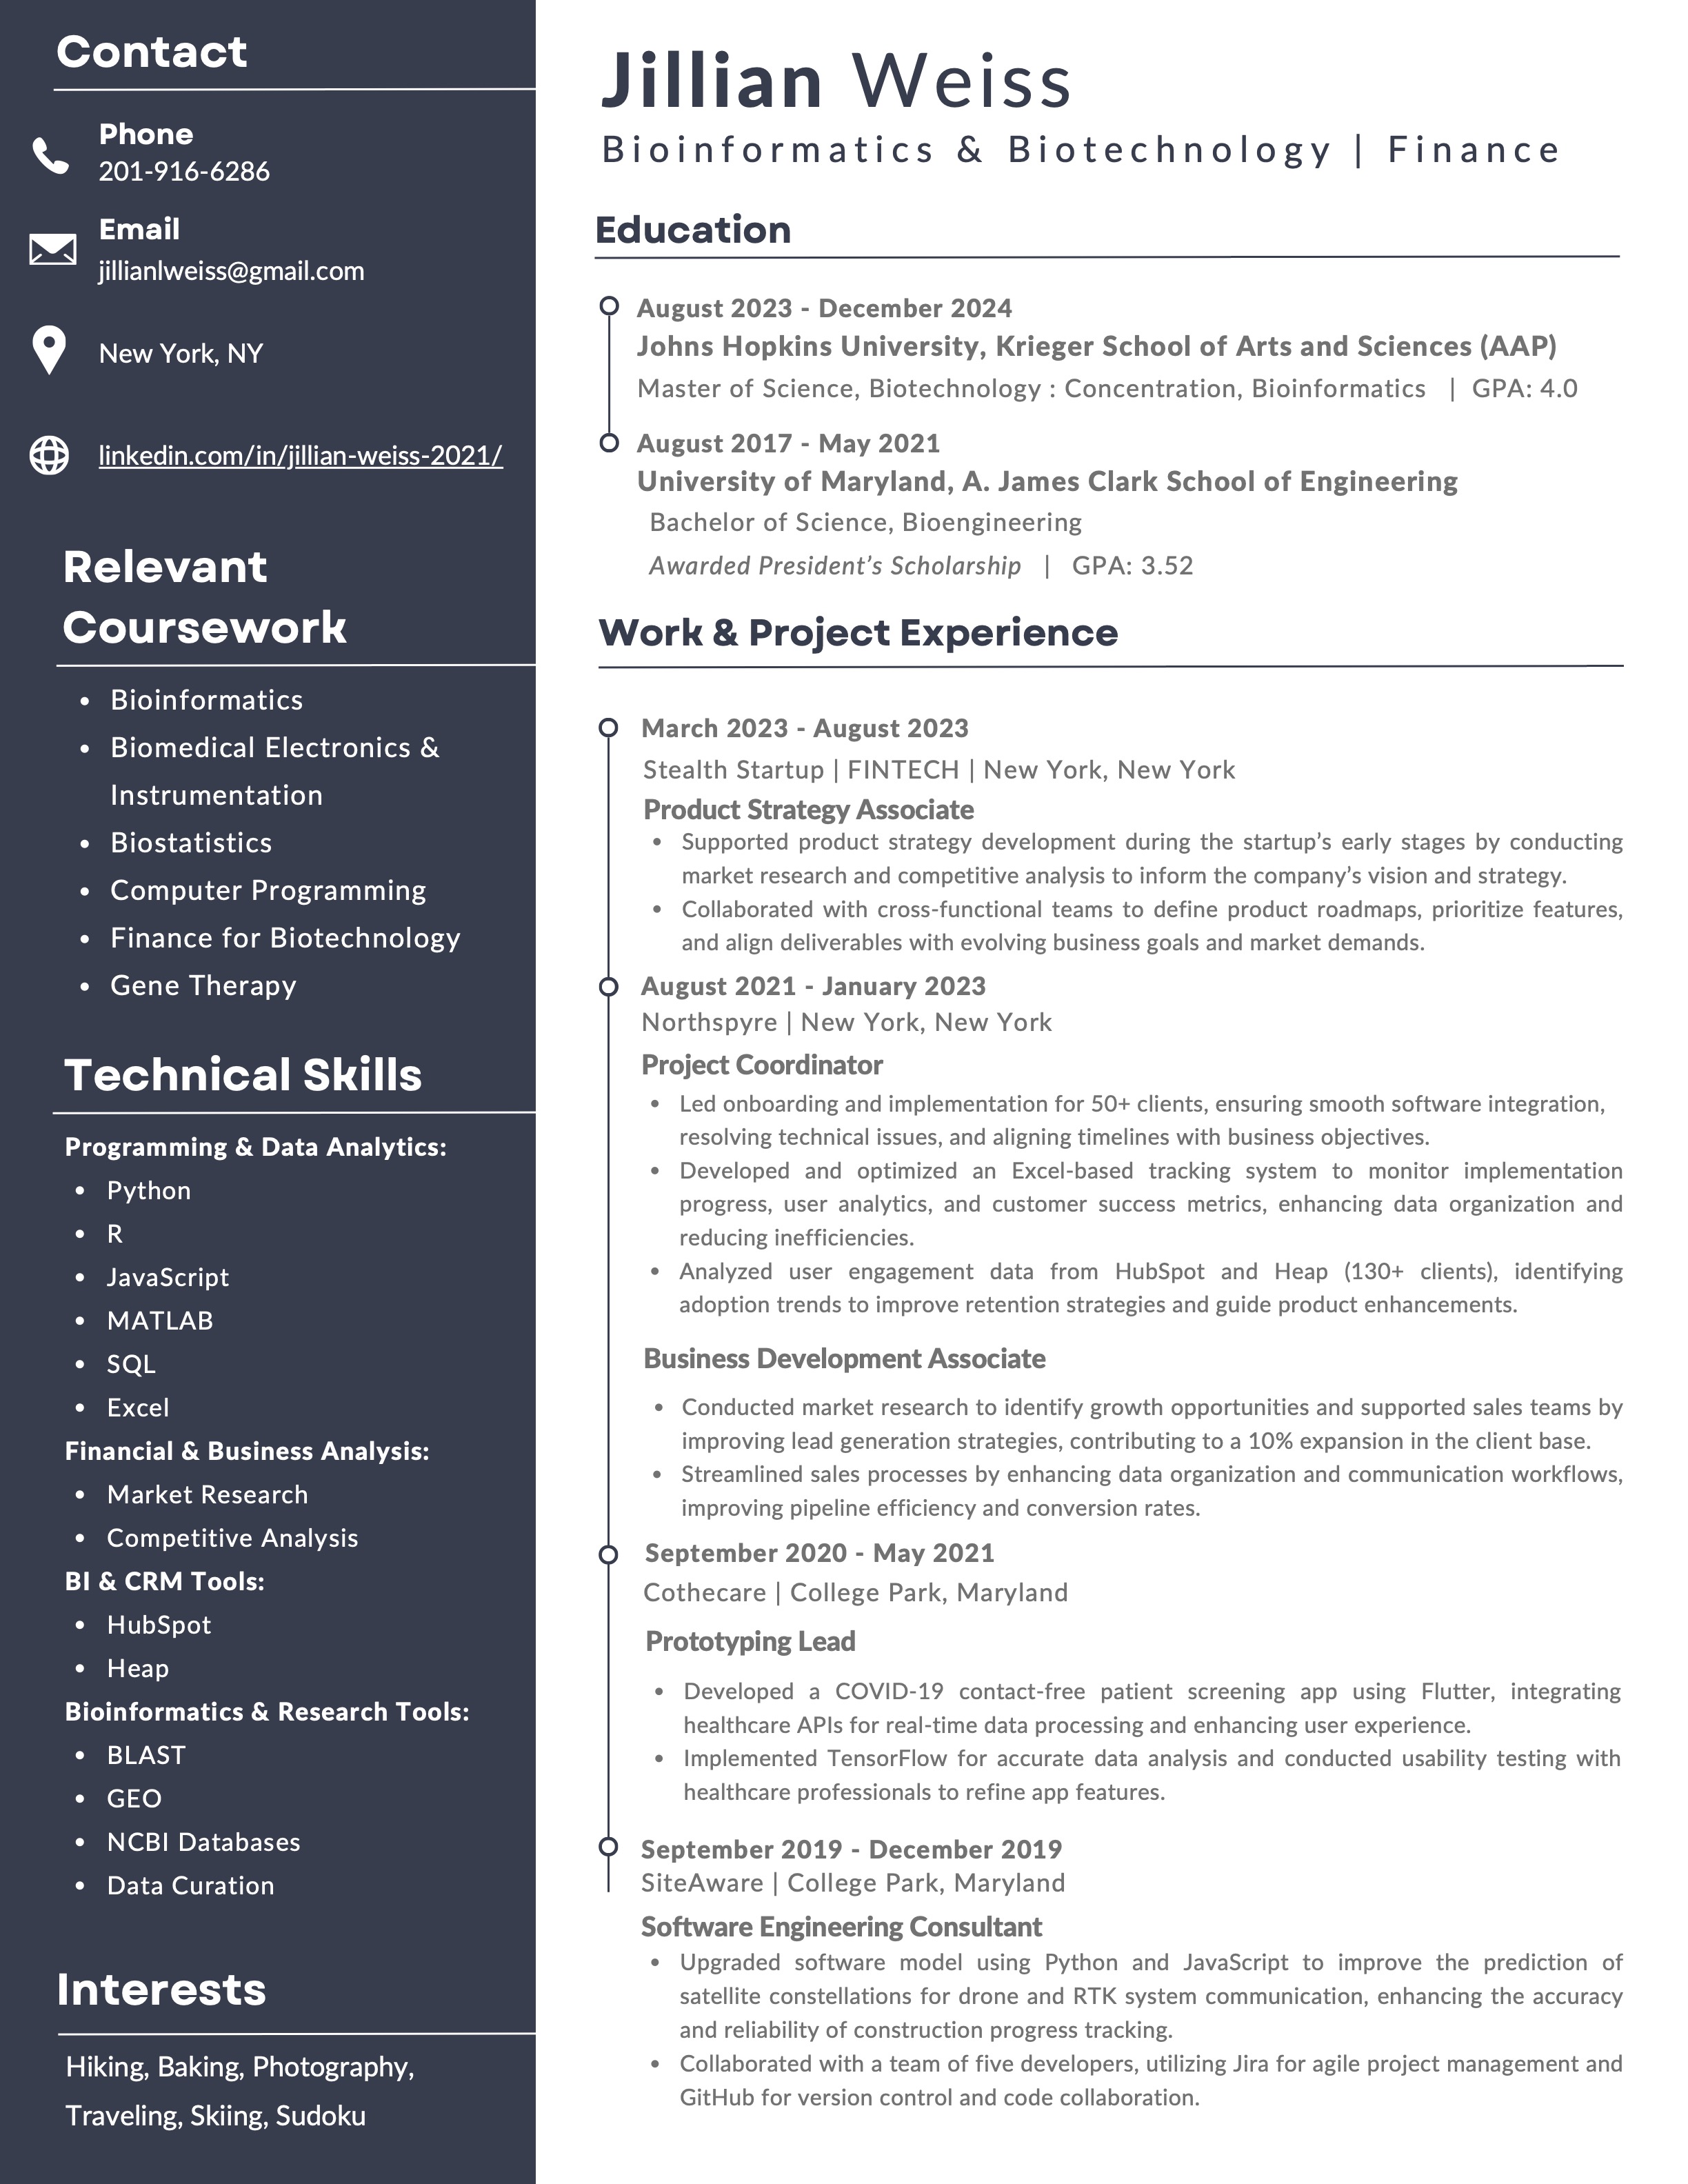 Contact
Phone
201-916-6286
Email
jillianlweiss@gmail.com
New York, NY
linkedin.com/in/jillian-weiss-2021/
Relevant
Coursework
• Bioinformatics
• Biomedical Electronics &
Instrumentation
• Biostatistics
• Computer Programming
• Finance for Biotechnology
• Gene Therapy
Technical Skills
Programming & Data Analytics:
• Python
• R
• JavaScript
• MATLAB
• SQL
• Excel
Financial & Business Analysis:
• Market Research
• Competitive Analysis
BI & CRM Tools:
• HubSpot
• Heap
Bioinformatics & Research Tools:
• BLAST
• GEO
• NCBI Databases
• Data Curation
Interests
Hiking, Baking, Photography,
Traveling, Skiing, Sudoku
Jillian Weiss
Bioinformatics & Biotechnology | Finance
Education
August 2023 - December 2024
Johns Hopkins University, Krieger School of Arts and Sciences (AAP)
Master of Science, Biotechnology : Concentration, Bioinformatics | GPA: 4.0
August 2017 - May 2021
University of Maryland, A. James Clark School of Engineering
Bachelor of Science, Bioengineering
Awarded President's Scholarship | GPA: 3.52
Work & Project Experience
March 2023 - August 2023
Stealth Startup | FINTECH | New York, New York
Product Strategy Associate
• Supported product strategy development during the startup's early stages by conducting
market research and competitive analysis to inform the company's vision and strategy.
• Collaborated with cross-functional teams to define product roadmaps, prioritize features,
and align deliverables with evolving business goals and market demands.
August 2021 - January 2023
Northspyre | New York, New York
Project Coordinator
• Led onboarding and implementation for 50+ clients, ensuring smooth software integration,
resolving technical issues, and aligning timelines with business objectives.
• Developed and optimized an Excel-based tracking system to monitor implementation
progress, user analytics, and customer success metrics, enhancing data organization and
reducing inefficiencies.
• Analyzed user engagement data from HubSpot and Heap (130+ clients), identifying
adoption trends to improve retention strategies and guide product enhancements.
Business Development Associate
• Conducted market research to identify growth opportunities and supported sales teams by
improving lead generation strategies, contributing to a 10% expansion in the client base.
• Streamlined sales processes by enhancing data organization and communication workflows,
improving pipeline efficiency and conversion rates.
September 2020 - May 2021
Cothecare | College Park, Maryland
Prototyping Lead
• Developed a COVID-19 contact-free patient screening app using Flutter, integrating
healthcare APIs for real-time data processing and enhancing user experience.
• Implemented TensorFlow for accurate data analysis and conducted usability testing with
healthcare professionals to refine app features.
September 2019 - December 2019
SiteAware | College Park, Maryland
Software Engineering Consultant
• Upgraded software model using Python and JavaScript to improve the prediction of
satellite constellations for drone and RTK system communication, enhancing the accuracy
and reliability of construction progress tracking.
• Collaborated with a team of five developers, utilizing Jira for agile project management and
GitHub for version control and code collaboration.